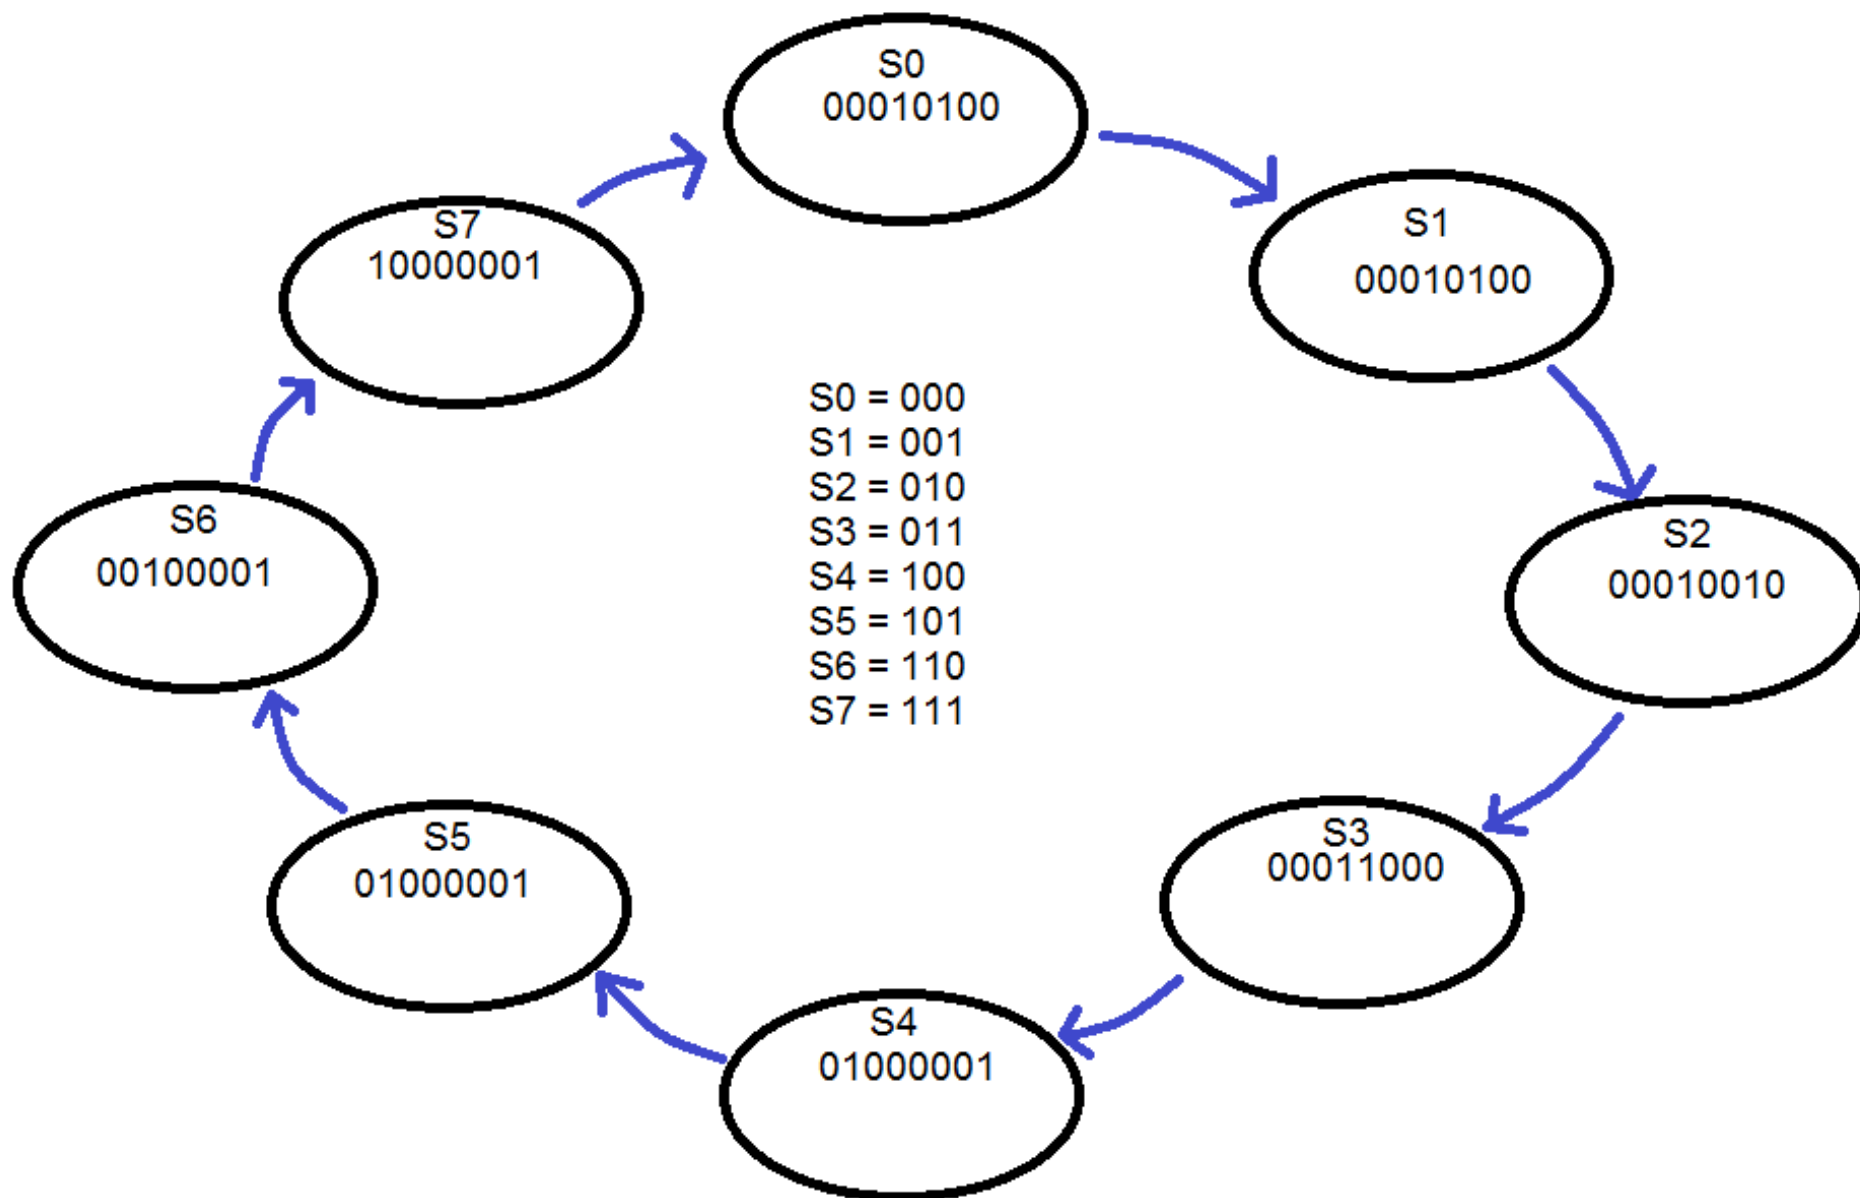 S0
00010100
S1
00010100
S2
00010010
S3
00011000
S4
01000001
S5
01000001
S6
00100001
S7
10000001
S0 = 000
S1 = 001
S2 = 010
S3 = 011
S4 = 100
S5 = 101
S6 = 110
S7 = 111